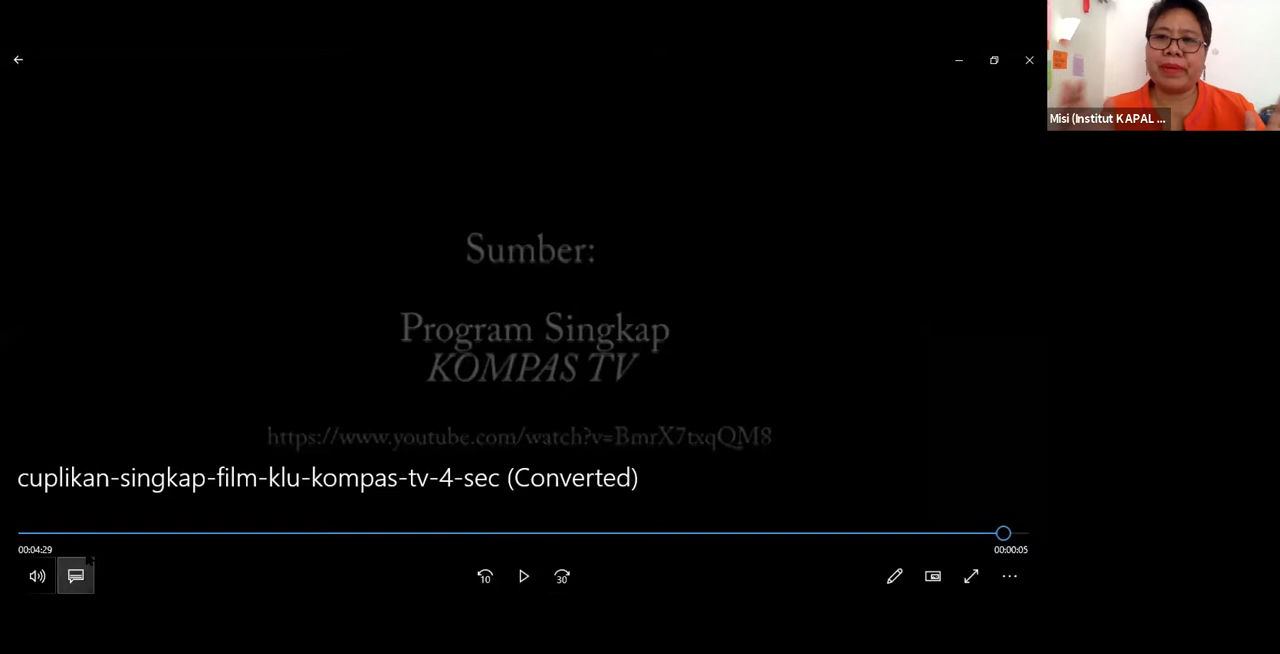 Misi (Institut KAPAL ...
Sumber:
Program Singkap
KOMPAS TV
https://www.youtube.com/watch?v=BmrX7txqQM8
cuplikan-singkap-film-klu-kompas-tv-4-sec (Converted)
00:04:29
00:00:05
10
30